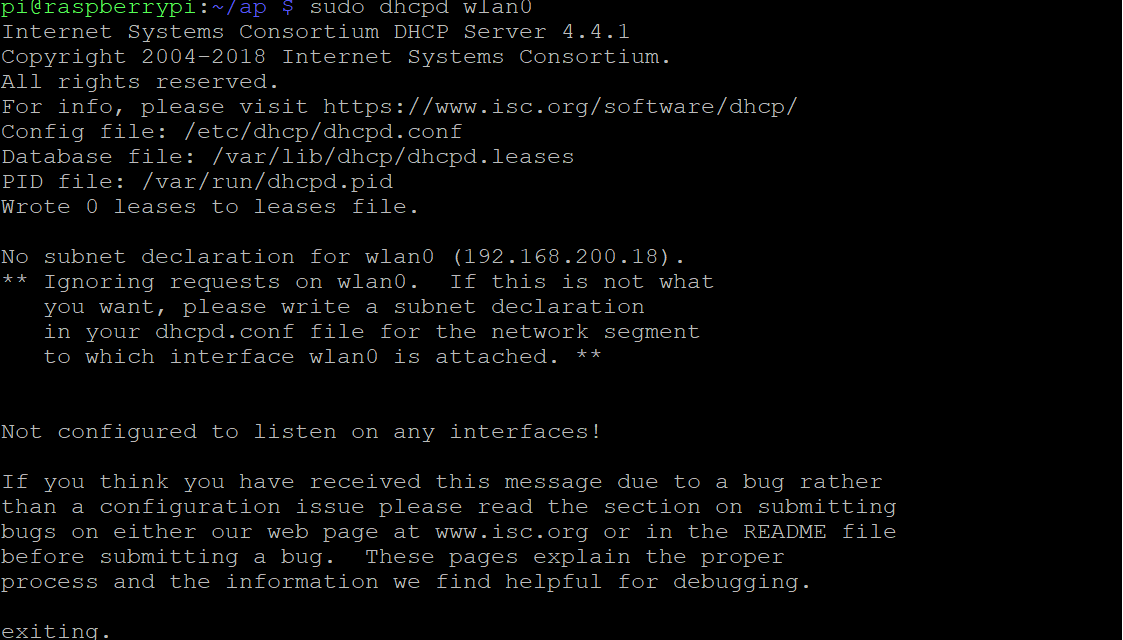 pi@raspberrypi:~/ap $ sudo dhcpd wlan0
Internet Systems Consortium DHCP Server 4.4.1
Copyright 2004-2018 Internet Systems Consortium.
All rights reserved.
For info, please visit https://www.isc.org/software/dhcp/
Config file: /etc/dhcp/dhcpd.conf
Database file: /var/lib/dhcp/dhcpd.leases
PID file: /var/run/dhcpd.pid
Wrote 0 leases to leases file.

No subnet declaration for wlan0 (192.168.200.18).
** Ignoring requests on wlan0.  If this is not what
   you want, please write a subnet declaration
   in your dhcpd.conf file for the network segment
   to which interface wlan0 is attached. **


Not configured to listen on any interfaces!

If you think you have received this message due to a bug rather
than a configuration issue please read the section on submitting
bugs on either our web page at www.isc.org or in the README file
before submitting a bug.  These pages explain the proper
process and the information we find helpful for debugging.

exiting.